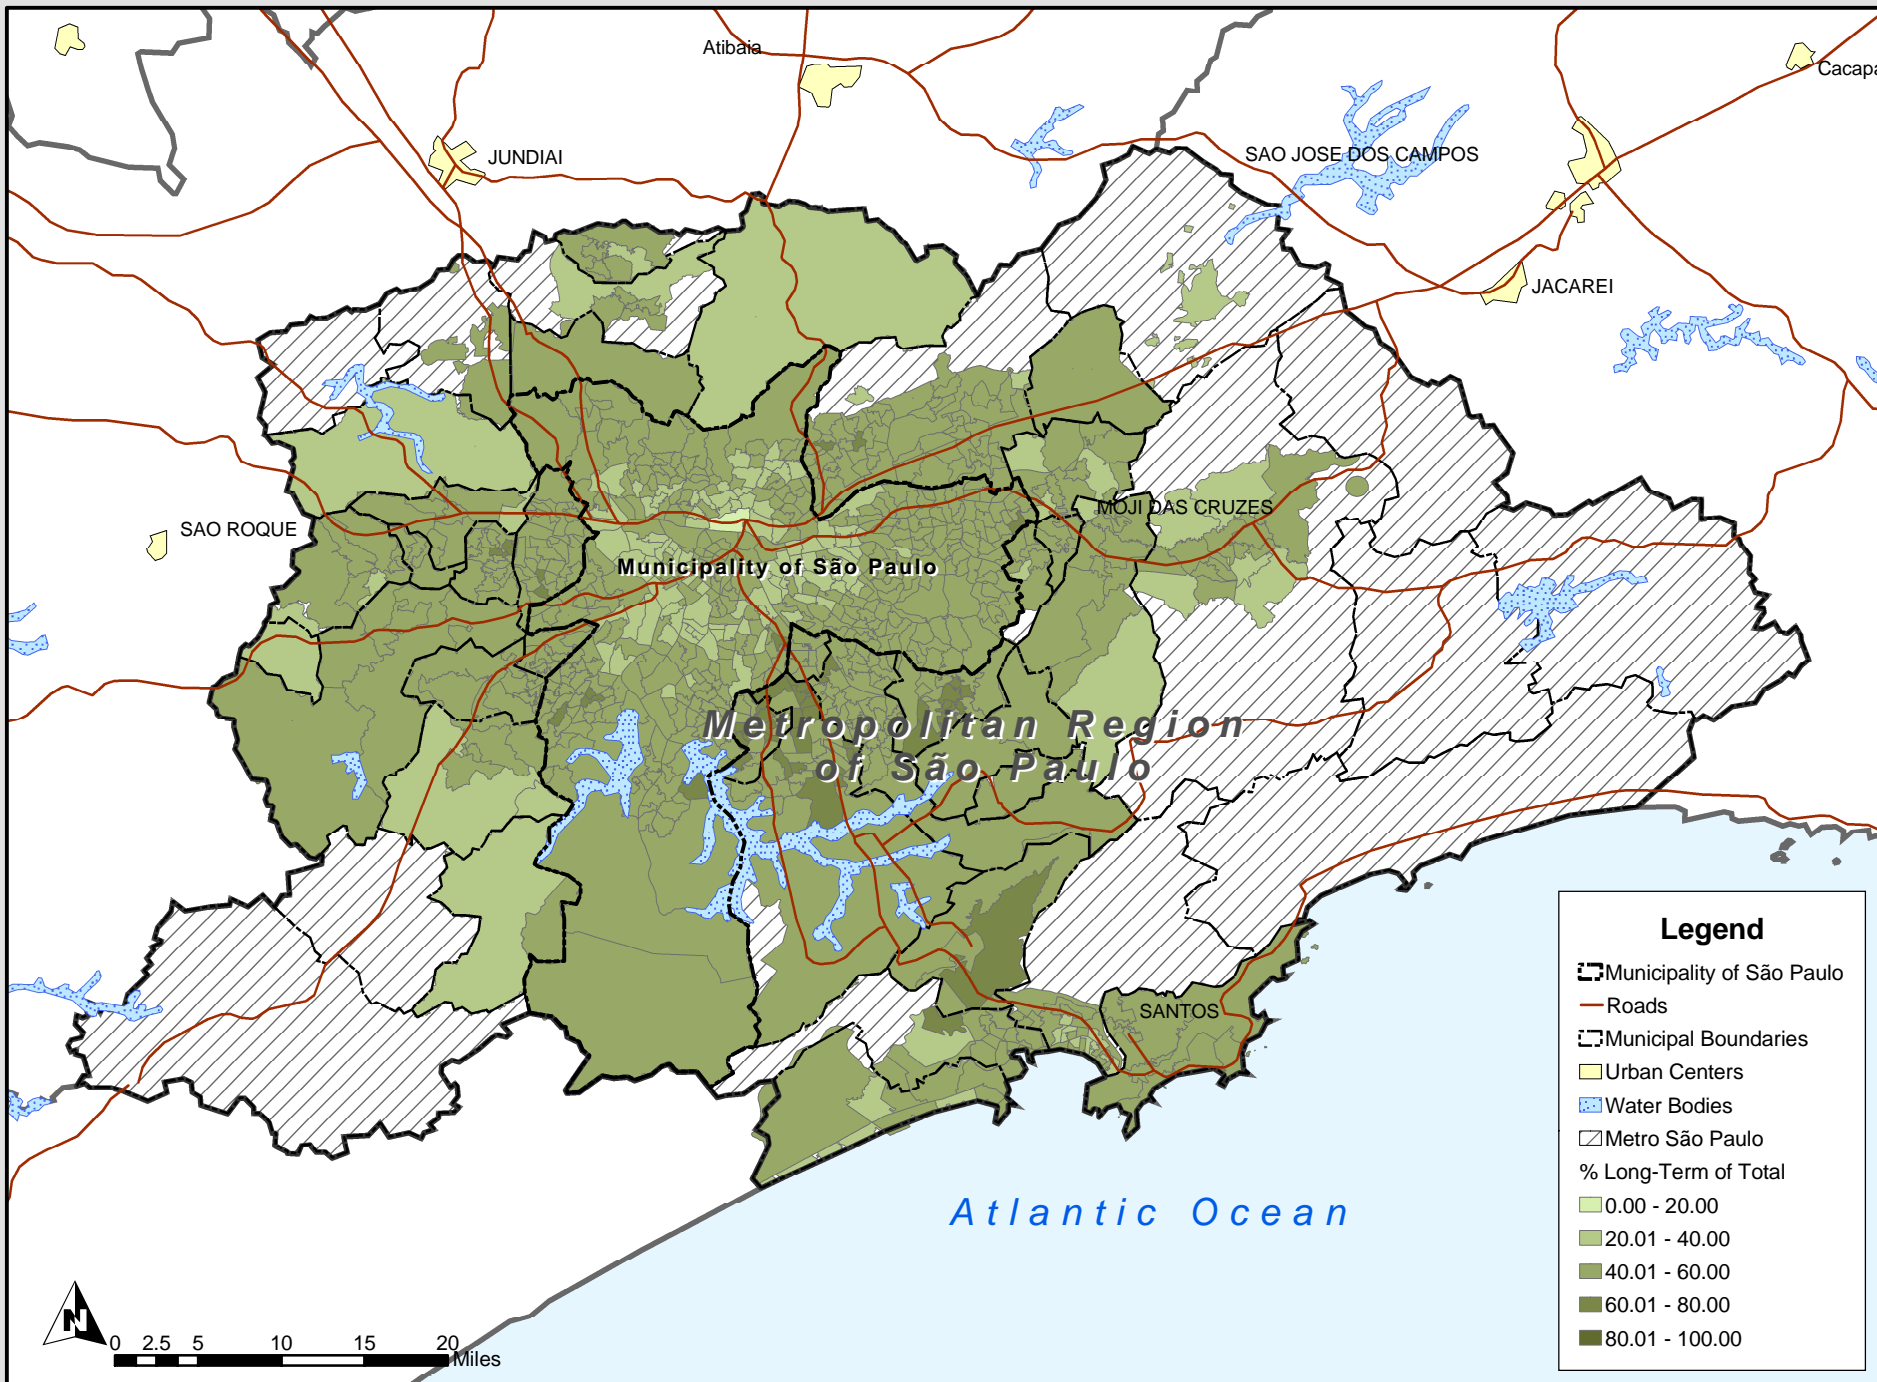 Atibaia
Cacapa
JUNDIAI
SAO JOSE DOS CAMPOS
JACAREI
MOJI DAS CRUZES
SAO ROQUE
Municipality of São Paulo
Metropolitan Region
of São Paulo
SANTOS
Atlantic Ocean
Legend
Municipality of São Paulo
Roads
Municipal Boundaries
Urban Centers
Water Bodies
Metro São Paulo
% Long-Term of Total
0.00 - 20.00
20.01 - 40.00
40.01 - 60.00
60.01 - 80.00
80.01 - 100.00
N
0 2.5 5 10 15 20
Miles